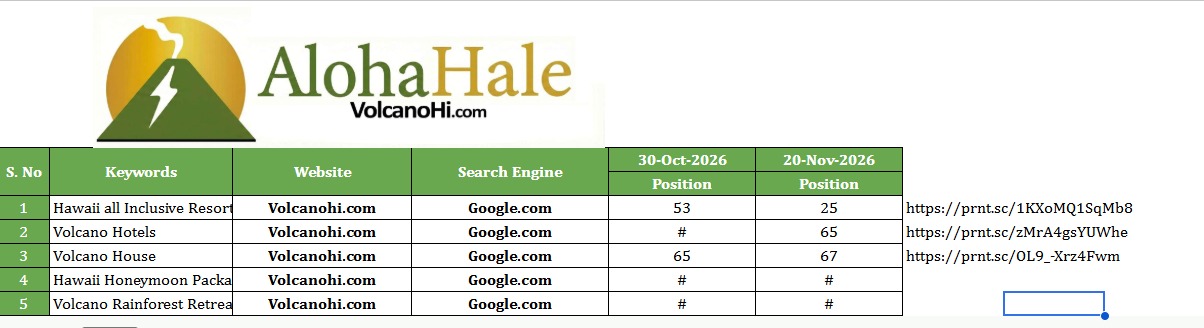 AlohaHale
VolcanoHi.com
S. No Keywords Website Search Engine 30-Oct-2026 20-Nov-2026
Position Position
1 Hawaii all Inclusive Resort Volcanohi.com Google.com 53 25 https://prnt.sc/1KXoMQ1SqMb8
2 Volcano Hotels Volcanohi.com Google.com # 65 https://prnt.sc/zMrA4gsYUWhe
3 Volcano House Volcanohi.com Google.com 65 67 https://prnt.sc/OL9_-Xrz4Fwm
4 Hawaii Honeymoon Packa Volcanohi.com Google.com # #
5 Volcano Rainforest Retrea Volcanohi.com Google.com # #